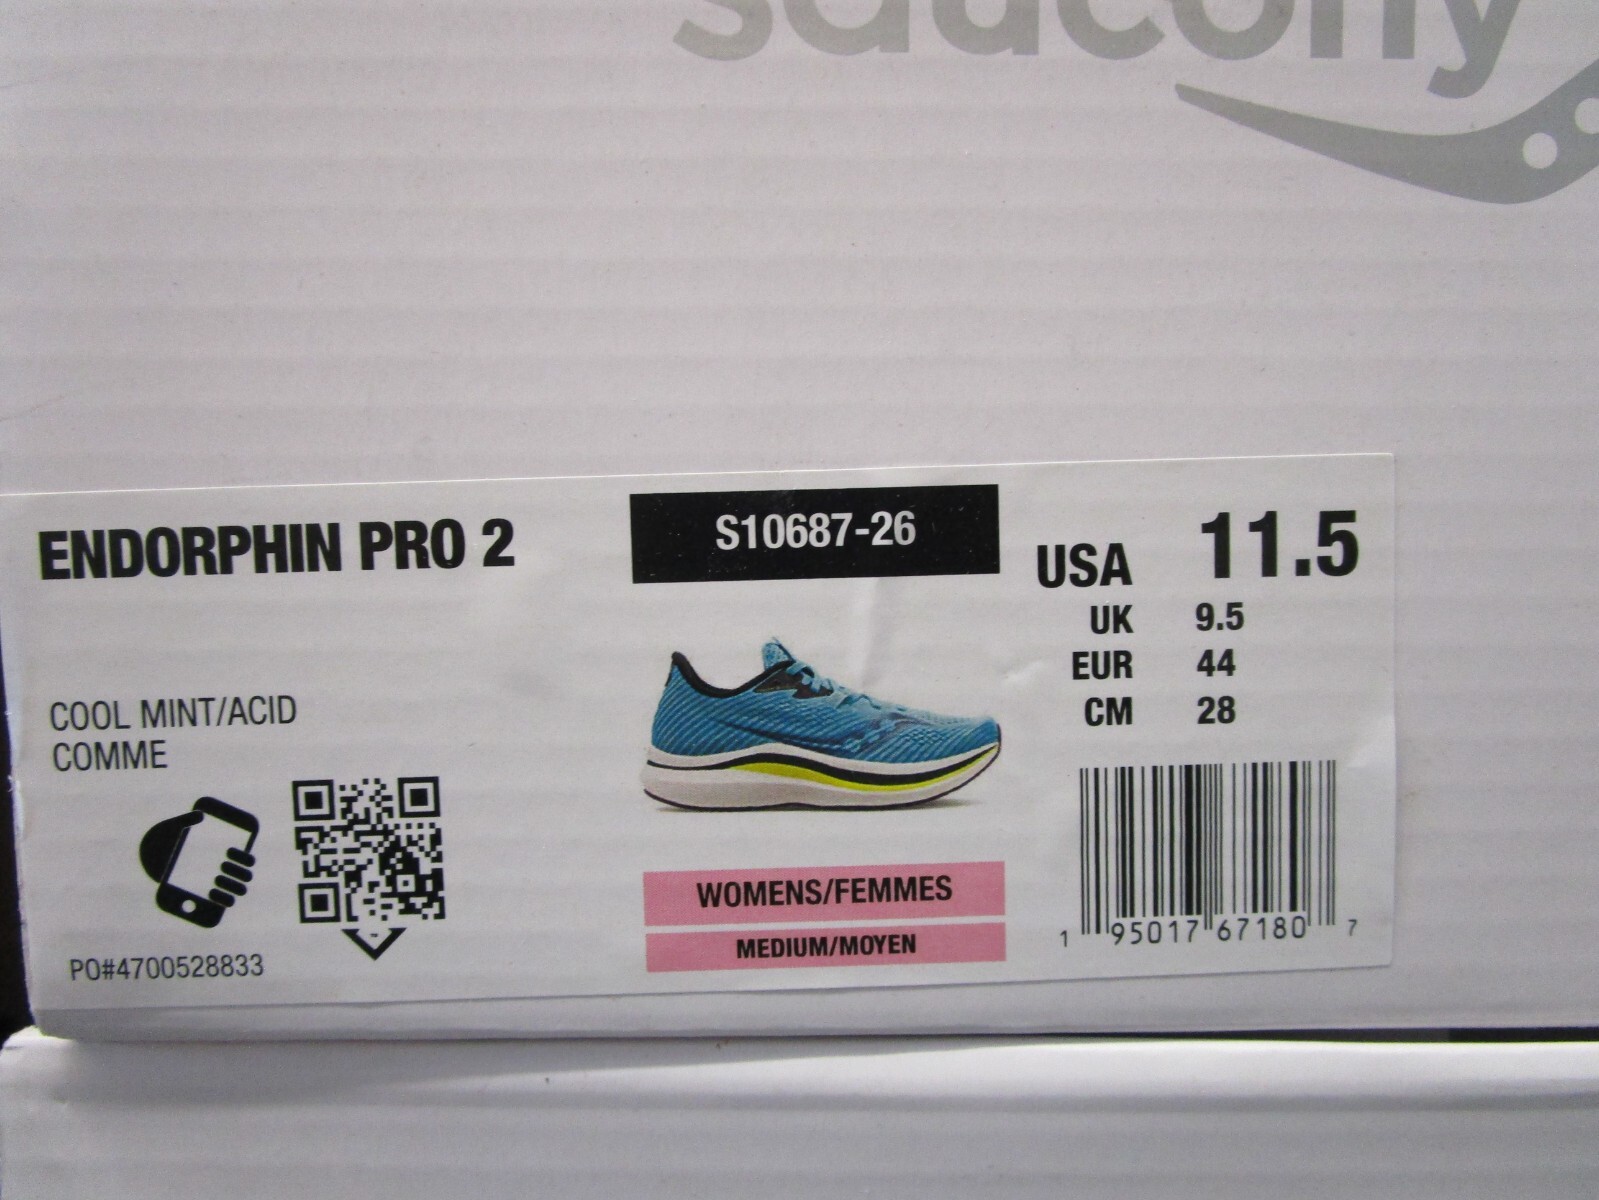 saucony
ENDORPHIN PRO 2
S10687-26
USA 11.5
UK 9.5
EUR 44
CM 28
COOL MINT/ACID
COMME
WOMENS/FEMMES
MEDIUM/MOYEN
PO#4700528833
1 95017 67180 7